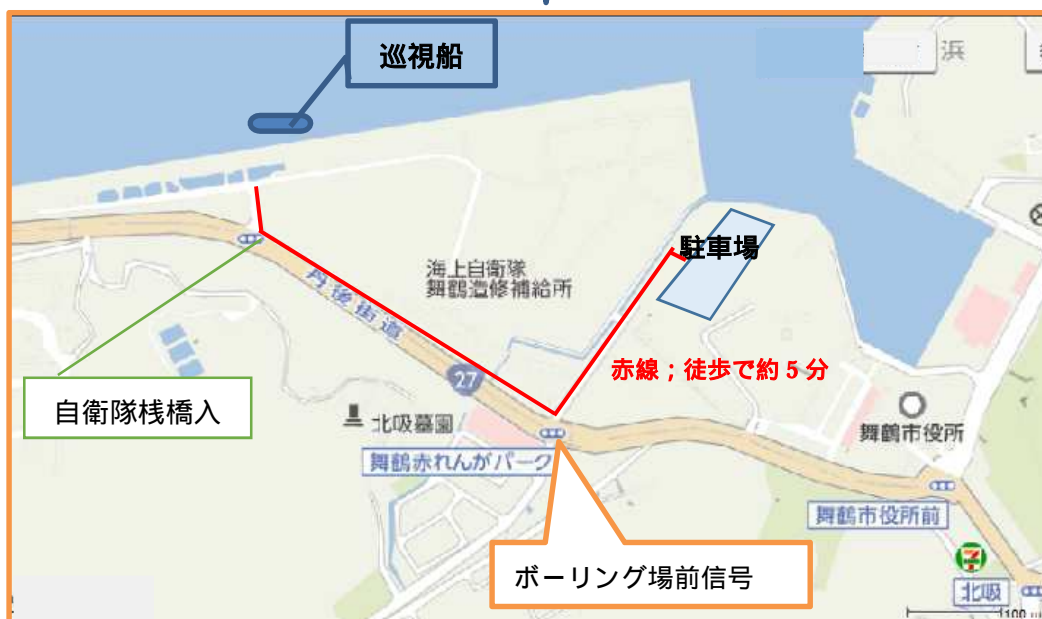 巡視船
浜
駐車場
海上自衛隊
舞鶴造修補給所
丹後街道
27
赤線；徒歩で約５分
自衛隊桟橋入
北吸墓園
舞鶴市役所
舞鶴赤れんがパーク
舞鶴市役所前
ボーリング場前信号
北吸
100